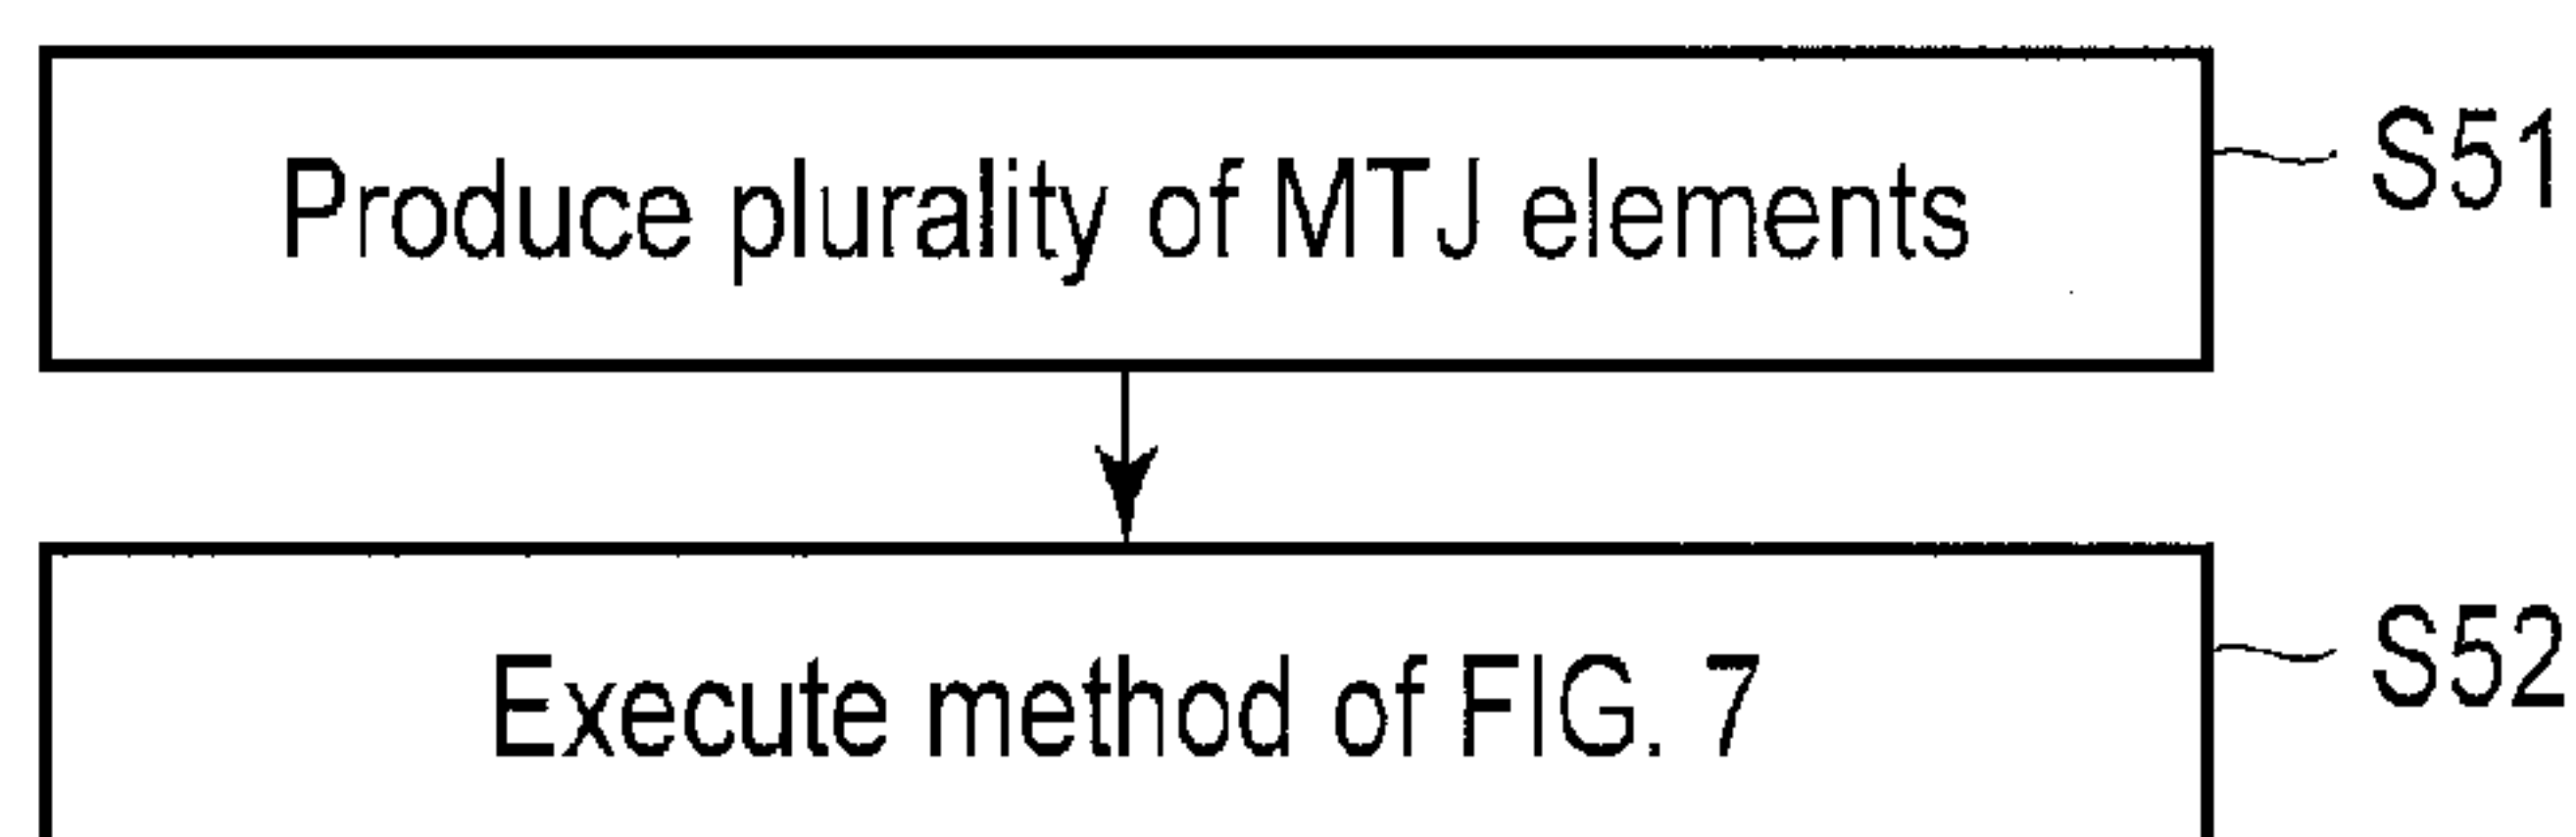 Produce plurality of MTJ elements
S51
Execute method of FIG. 7
S52